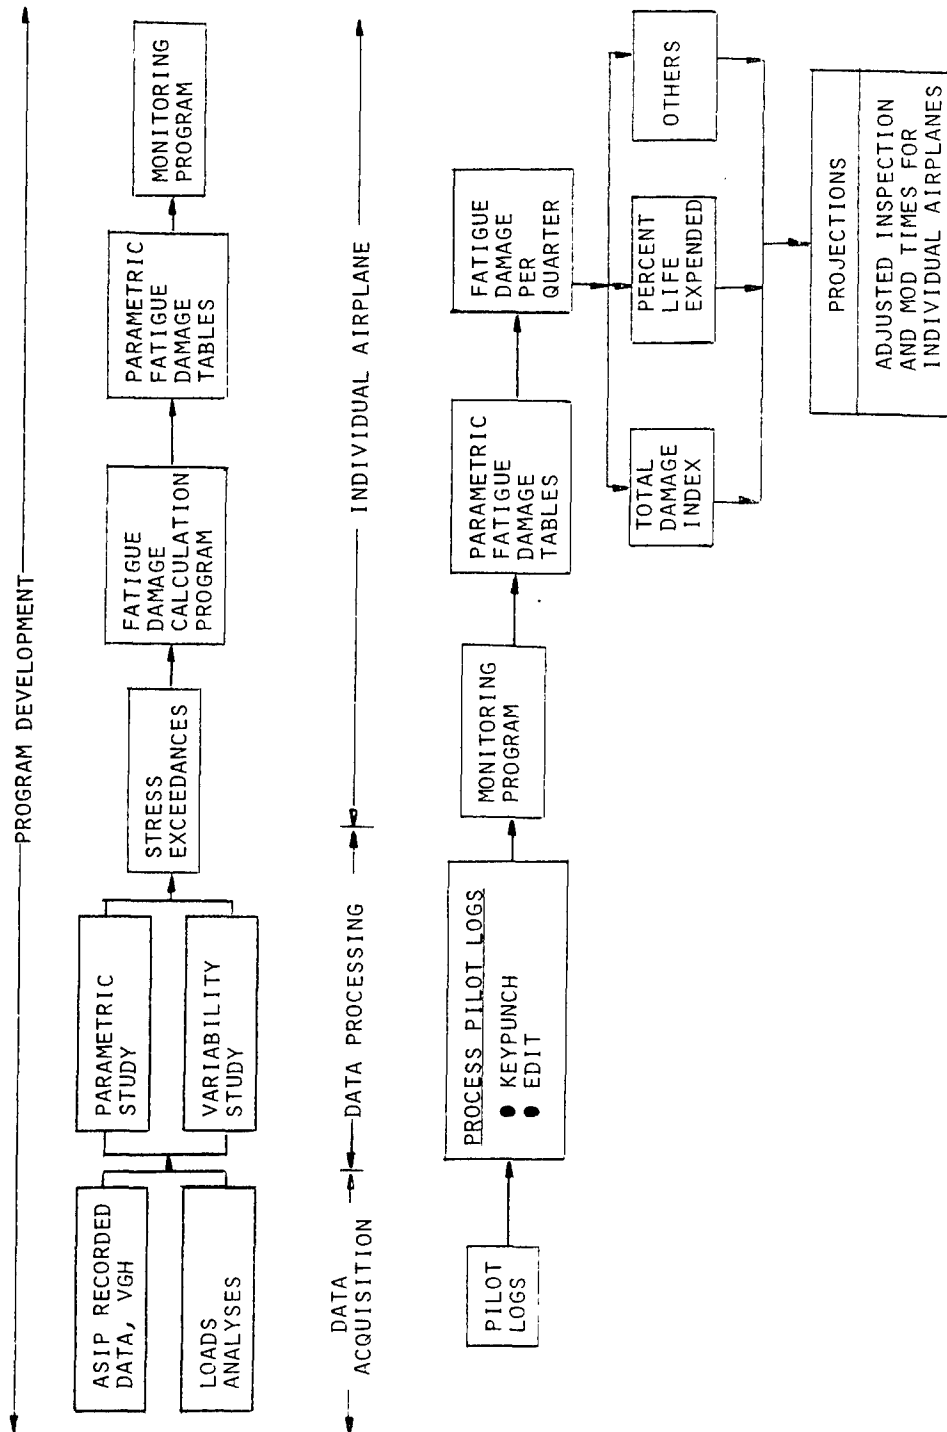 PROGRAM DEVELOPMENT
ASIP RECORDED
DATA, VGH
LOADS
ANALYSES
PARAMETRIC
STUDY
VARIABILITY
STUDY
STRESS
EXCEEDANCES
FATIGUE
DAMAGE
CALCULATION
PROGRAM
PARAMETRIC
FATIGUE
DAMAGE
TABLES
MONITORING
PROGRAM
DATA
ACQUISITION
DATA PROCESSING
INDIVIDUAL AIRPLANE
PILOT
LOGS
PROCESS PILOT LOGS
● KEYPUNCH
● EDIT
MONITORING
PROGRAM
PARAMETRIC
FATIGUE
DAMAGE
TABLES
FATIGUE
DAMAGE
PER
QUARTER
TOTAL
DAMAGE
INDEX
PERCENT
LIFE
EXPENDED
OTHERS
PROJECTIONS
ADJUSTED INSPECTION
AND MOD TIMES FOR
INDIVIDUAL AIRPLANES